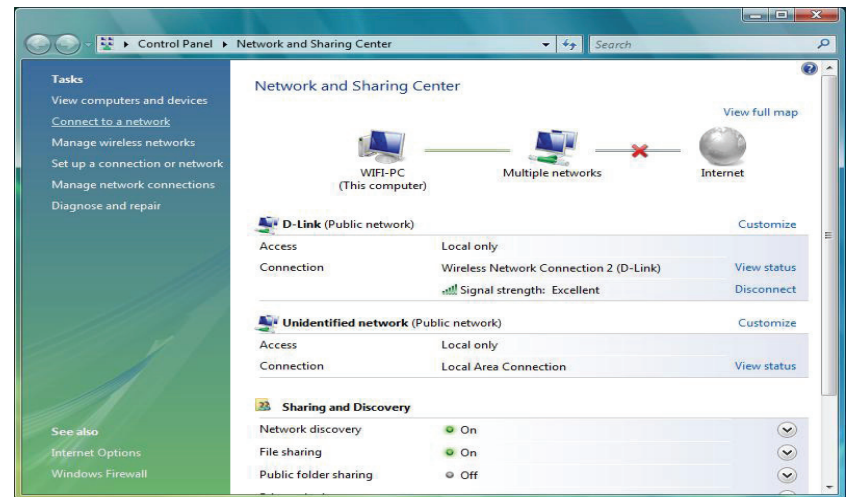 Control Panel Network and Sharing Center
Search
Tasks
View computers and devices
Connect to a network
Manage wireless networks
Set up a connection or network
Manage network connections
Diagnose and repair
See also
Internet Options
Windows Firewall
Network and Sharing Center
View full map
WIFI-PC
(This computer)
Multiple networks
Internet
D-Link (Public network) Customize
Access Local only
Connection Wireless Network Connection 2 (D-Link) View status
Signal strength: Excellent Disconnect
Unidentified network (Public network) Customize
Access Local only
Connection Local Area Connection View status
Sharing and Discovery
Network discovery On
File sharing On
Public folder sharing Off